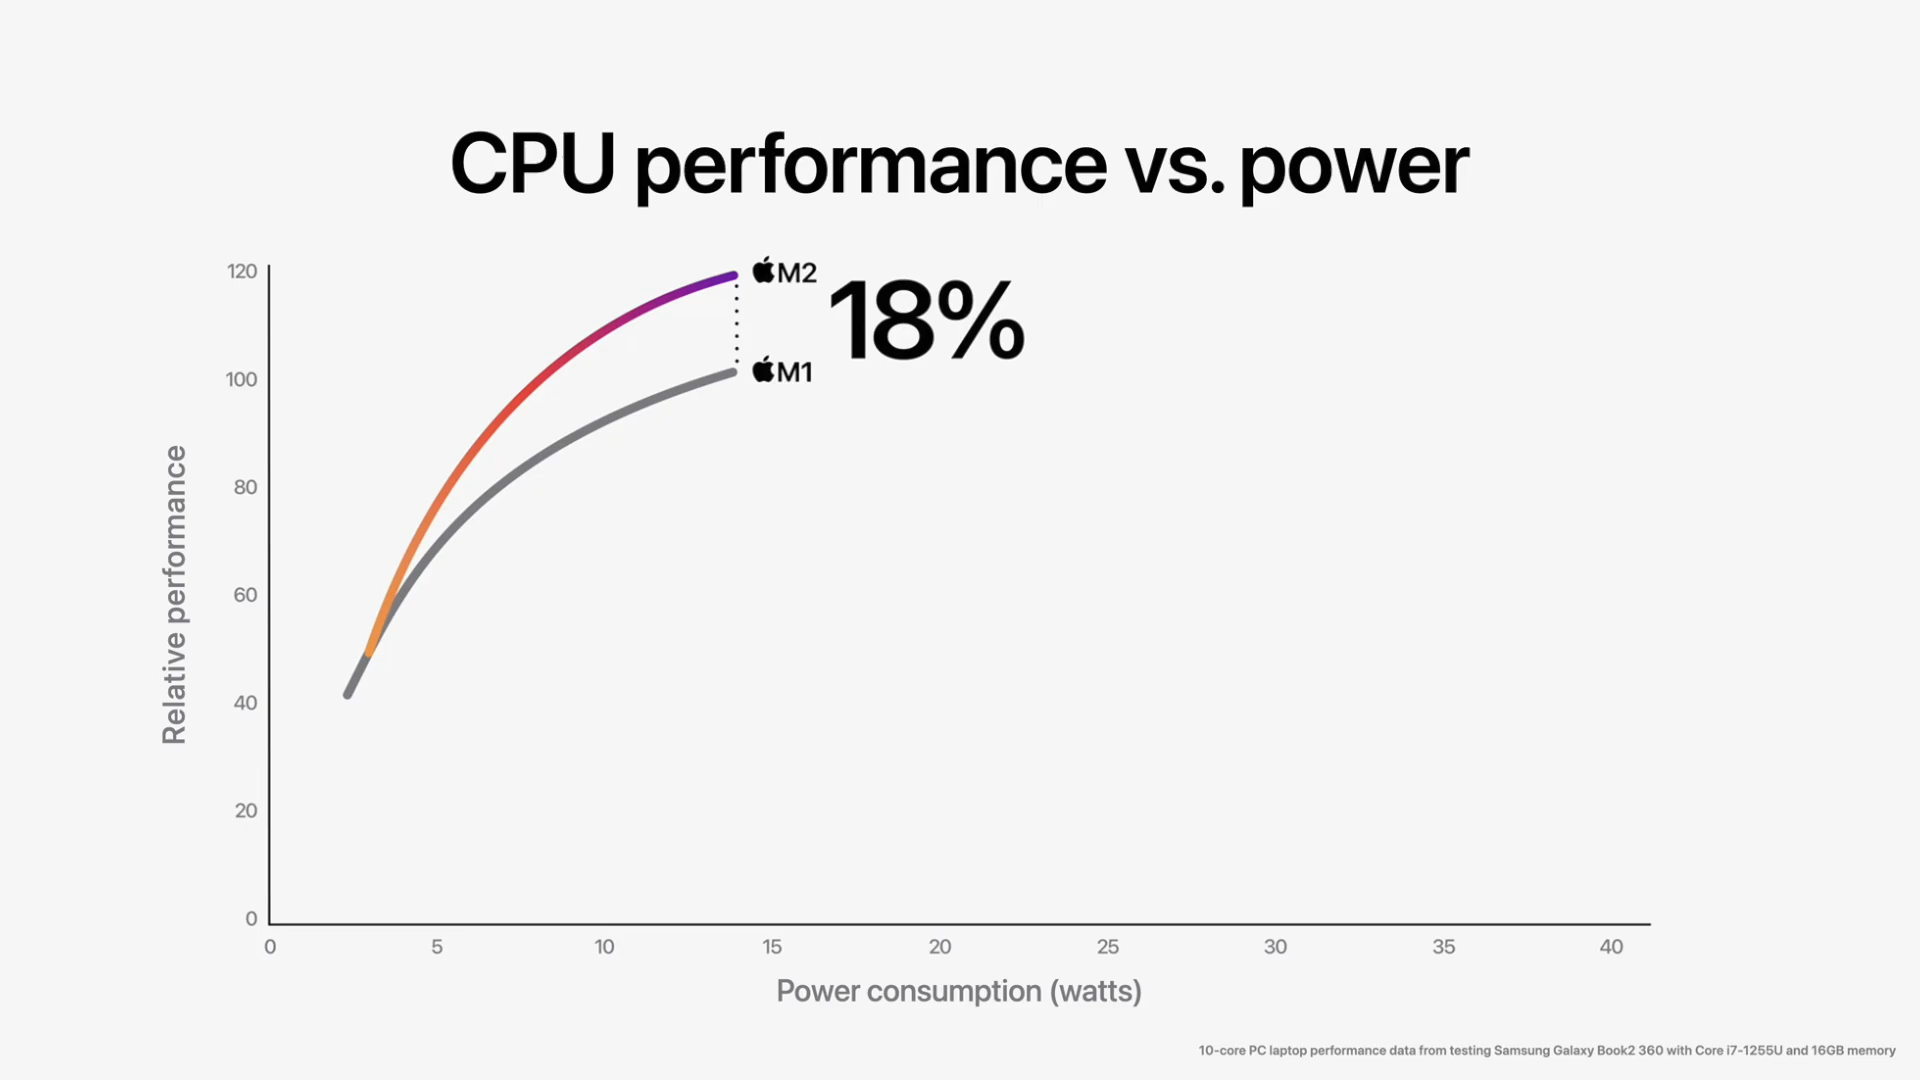 CPU performance vs. power
120
100
80
60
40
20
0
Relative performance
M2
18%
M1
0 5 10 15 20 25 30 35 40
Power consumption (watts)
10-core PC laptop performance data from testing Samsung Galaxy Book2 360 with Core i7-1255U and 16GB memory